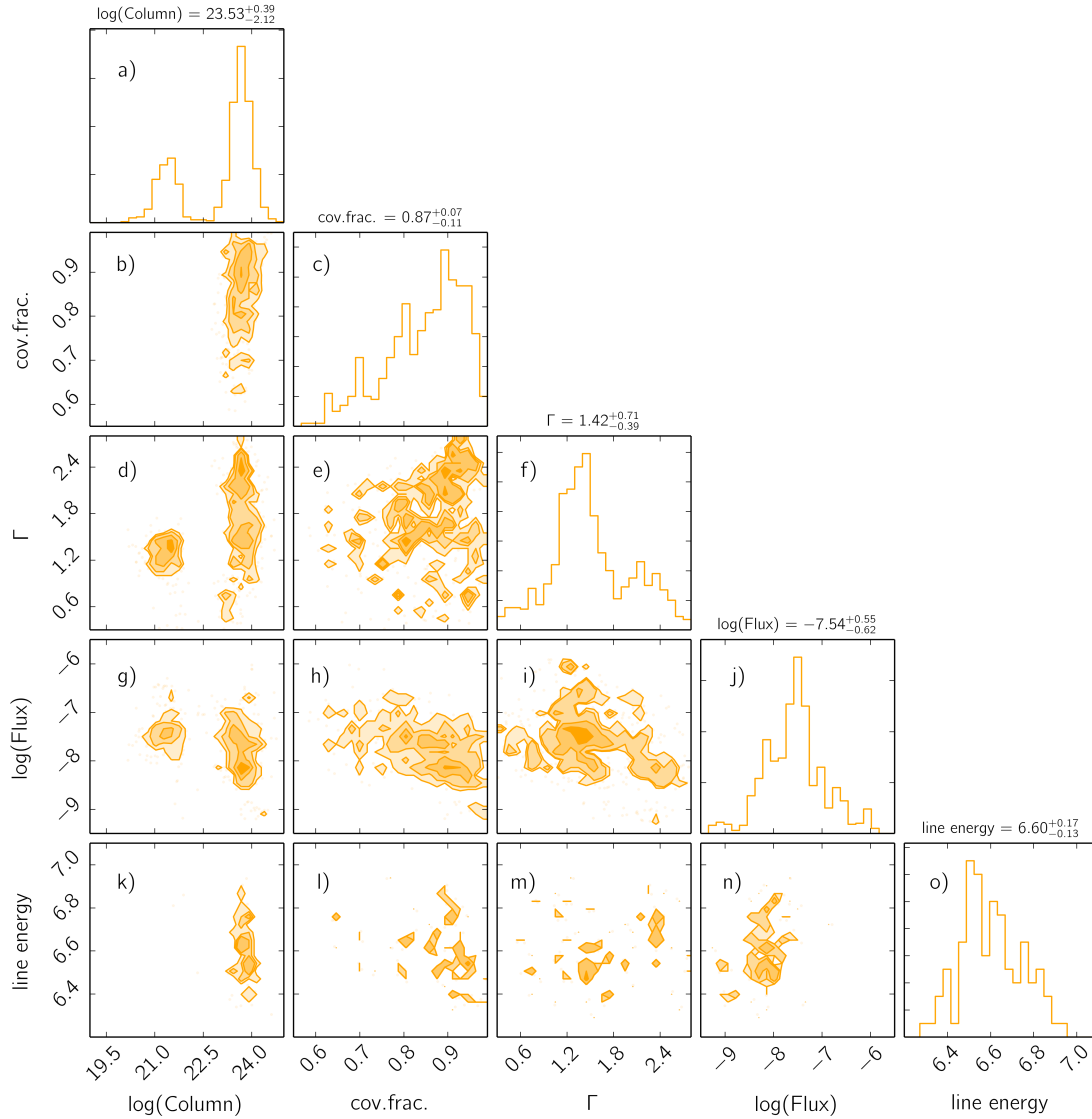 log(Column) = 23.53^{+0.39}_{−2.12}
a)
cov.frac. = 0.87^{+0.07}_{−0.11}
cov.frac.
0.9
0.8
0.7
0.6
b)
c)
Γ = 1.42^{+0.71}_{−0.39}
Γ
2.4
1.8
1.2
0.6
d)
e)
f)
log(Flux) = −7.54^{+0.55}_{−0.62}
log(Flux)
−6
−7
−8
−9
g)
h)
i)
j)
line energy = 6.60^{+0.17}_{−0.13}
line energy
7.0
6.8
6.6
6.4
k)
l)
m)
n)
o)
19.5 21.0 22.5 24.0
0.6 0.7 0.8 0.9
0.6 1.2 1.8 2.4
−9 −8 −7 −6
6.4 6.6 6.8 7.0
log(Column) cov.frac. Γ log(Flux) line energy